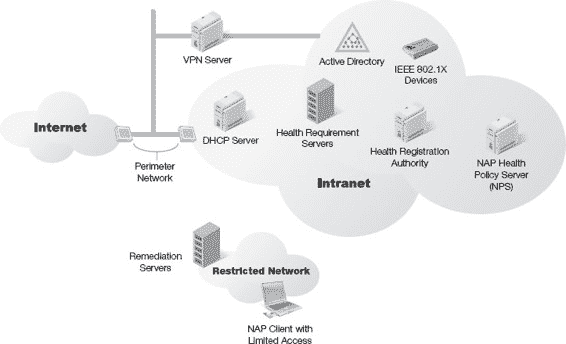 VPN Server
Active Directory
IEEE 802.1X
Devices
Internet
DHCP Server
Health Requirement
Servers
Health Registration
Authority
NAP Health
Policy Server
(NPS)
Perimeter
Network
Intranet
Remediation
Servers
Restricted Network
NAP Client with
Limited Access